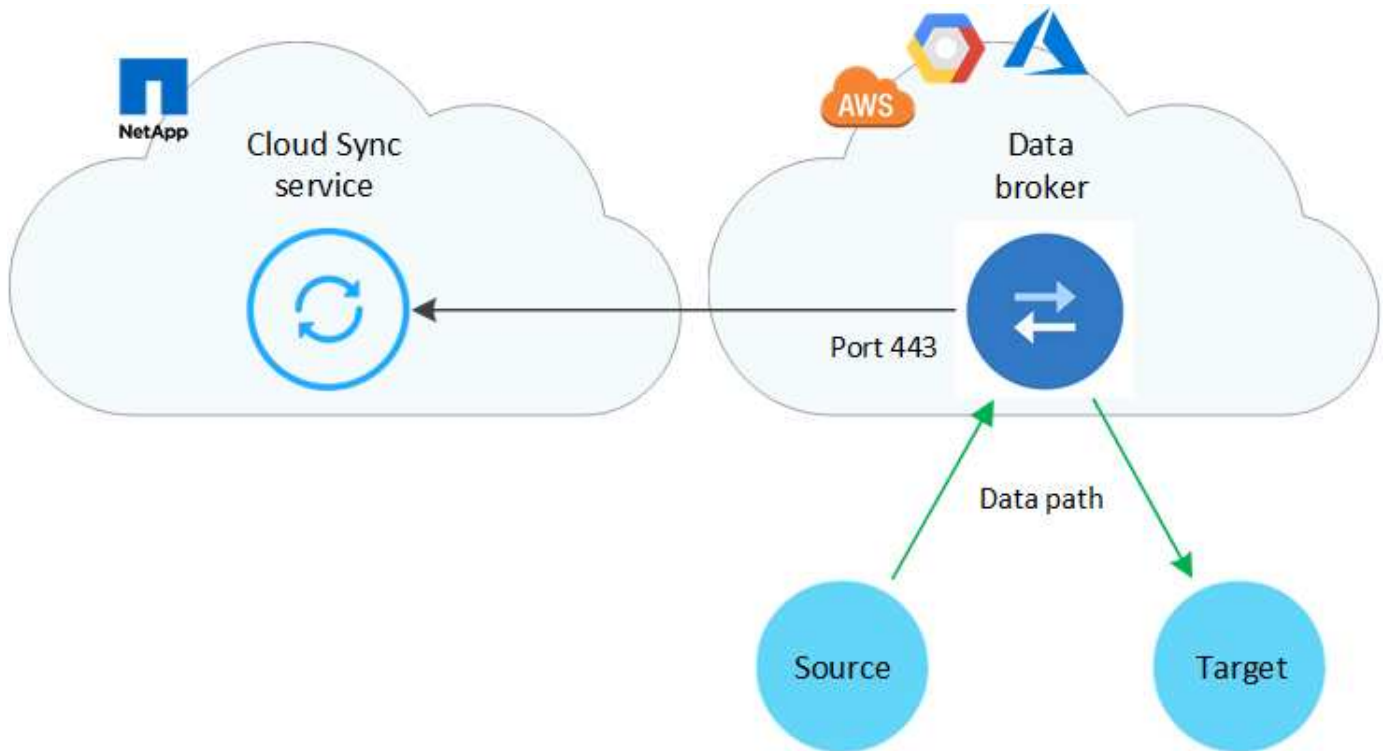 NetApp
Cloud Sync
service
AWS
Data
broker
Port 443
Data path
Source
Target